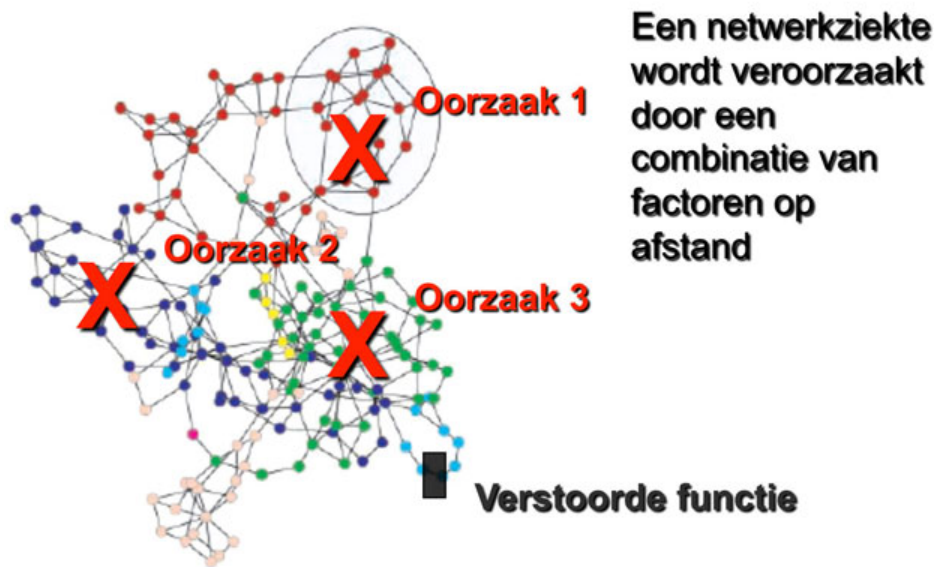 Een netwerkziekte
wordt veroorzaakt
door een
combinatie van
factoren op
afstand
Oorzaak 1
X
Oorzaak 2
X
Oorzaak 3
X
Verstoorde functie